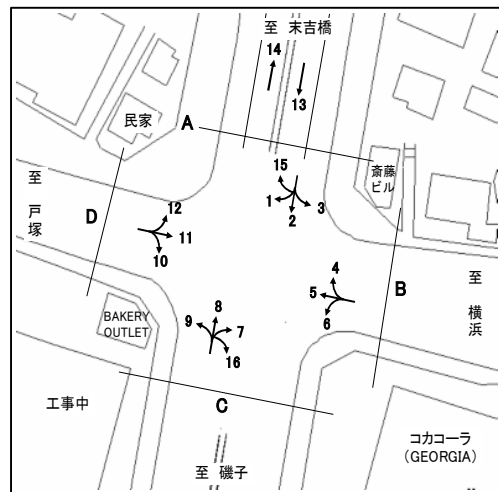 至 末吉橋
14
13
民家
A
斎藤
ビル
15
1
2
3
至
戸
塚
D
12
11
10
4
5
6
B
至
横
浜
BAKERY
OUTLET
8
9
7
16
工事中
C
コカコーラ
(GEORGIA)
至 磯子